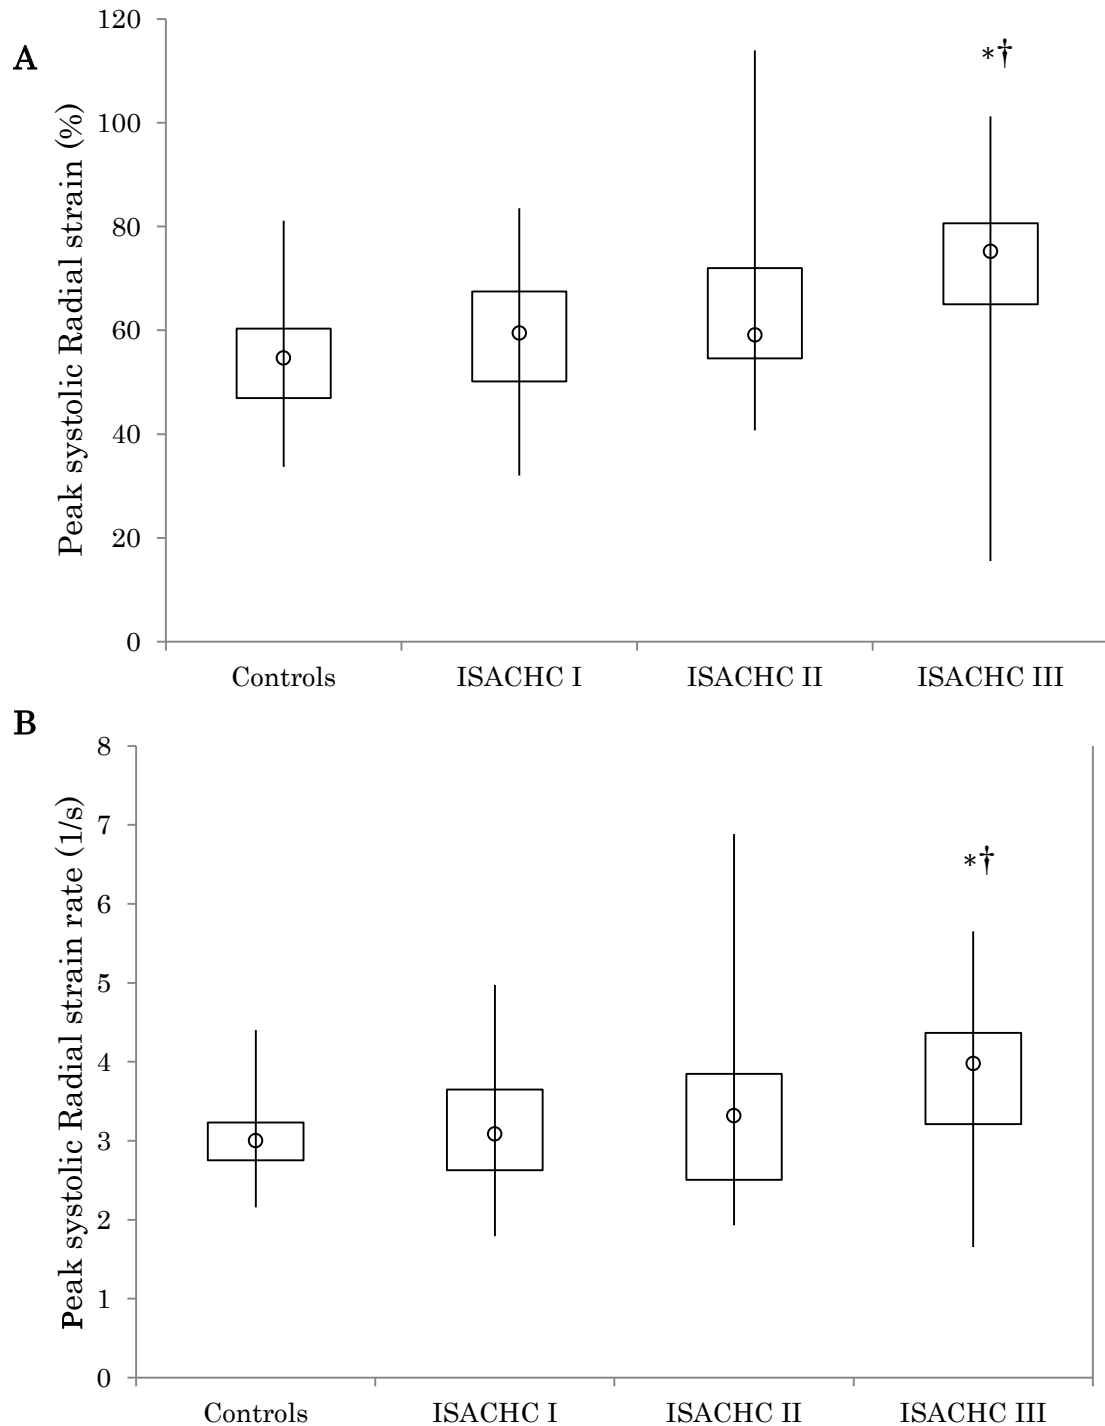 A
Peak systolic Radial strain (%)
120
100
80
60
40
20
0
*†
Controls
ISACHC I
ISACHC II
ISACHC III
B
Peak systolic Radial strain rate (1/s)
8
7
6
5
4
3
2
1
0
*†
Controls
ISACHC I
ISACHC II
ISACHC III